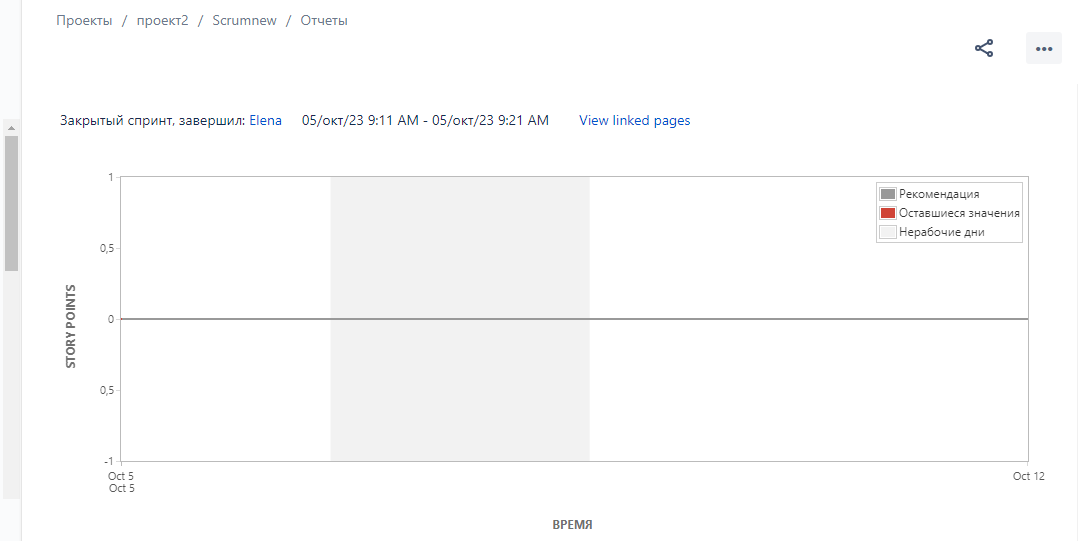 Проекты / проект2 / Scrumnew / Отчеты
Закрытый спринт, завершил: Elena 05/окт/23 9:11 AM - 05/окт/23 9:21 AM View linked pages
1
Рекомендация
Оставшиеся значения
Нерабочие дни
0,5
STORY POINTS
0
0,5
-1
Oct 5 Oct 12
Oct 5
ВРЕМЯ